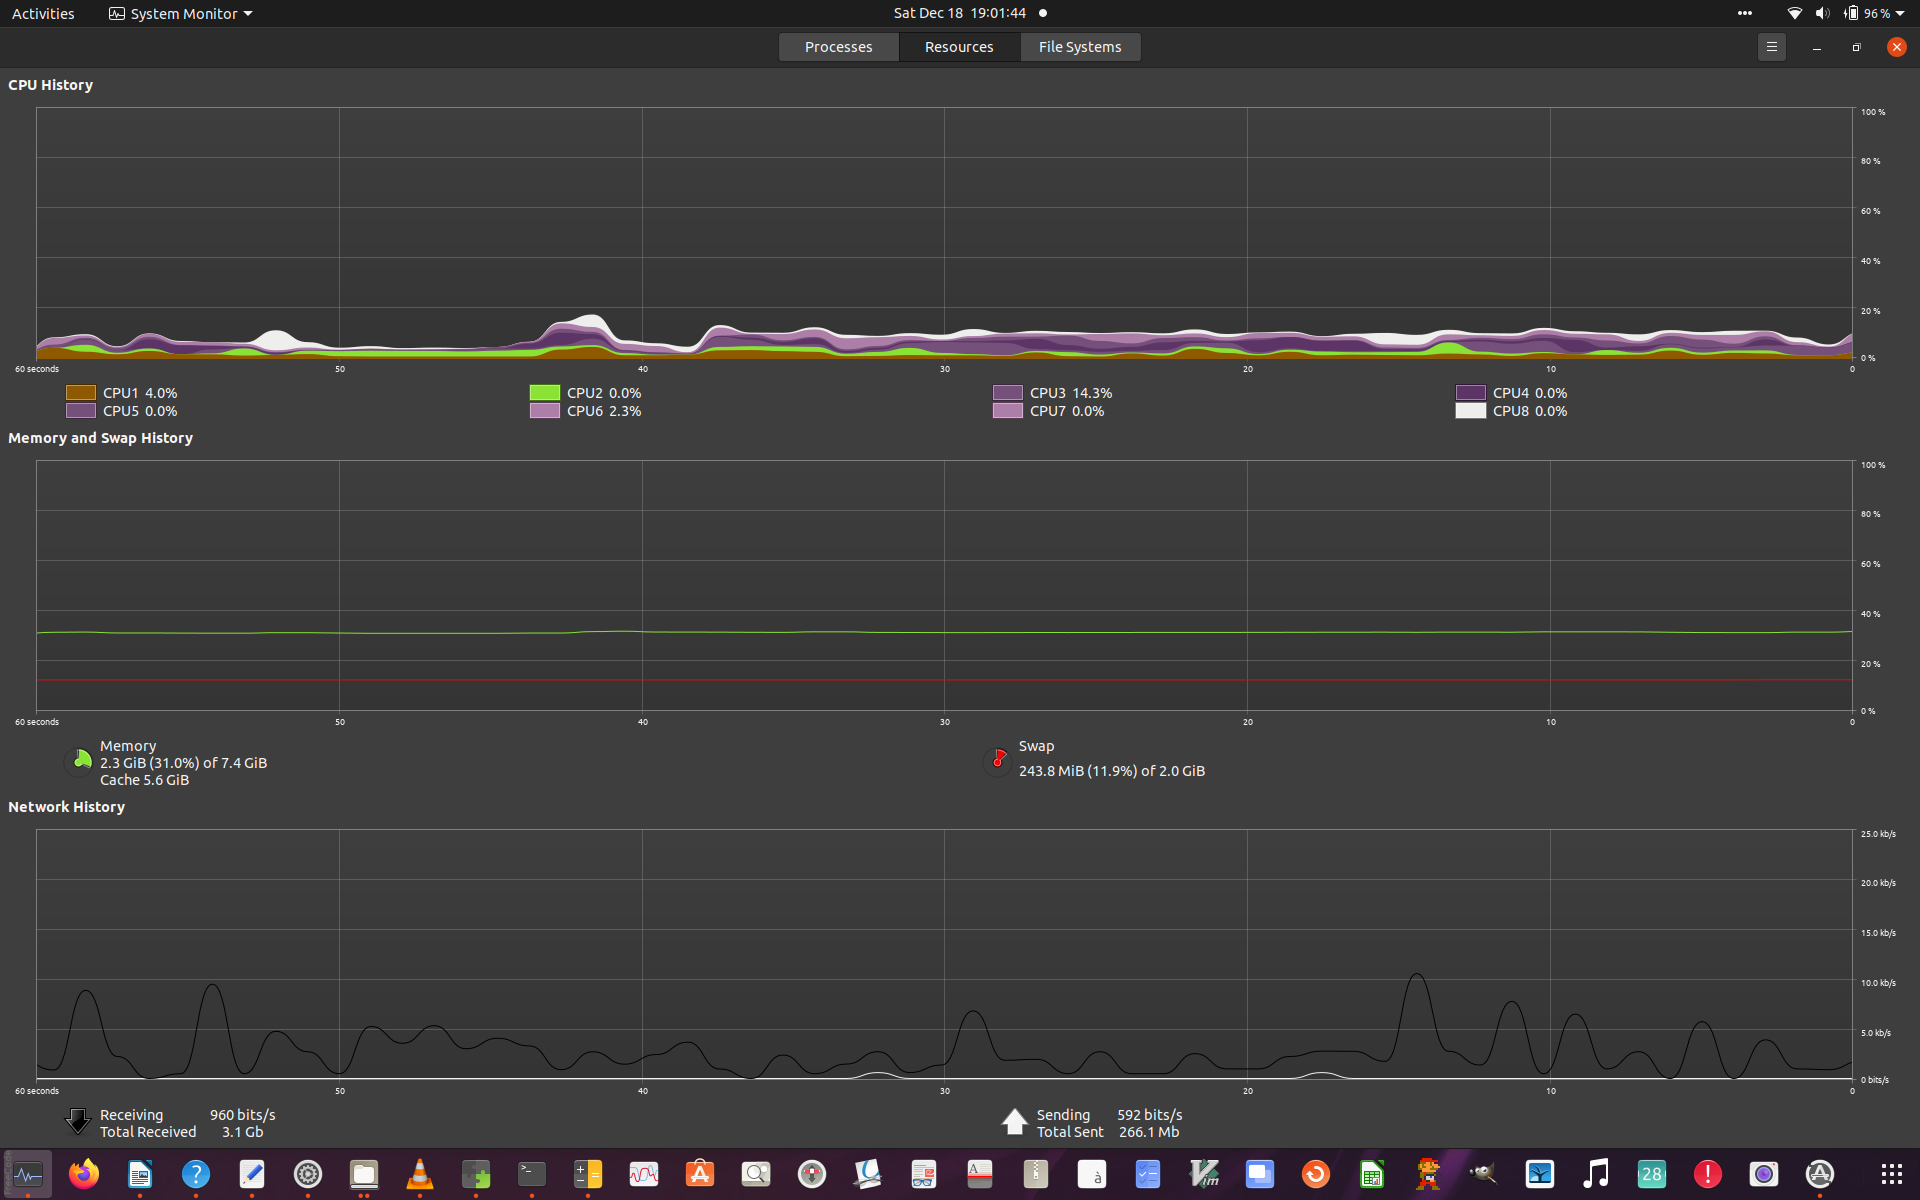 Activities System Monitor Sat Dec 18 19:01:44 96 %
Processes Resources File Systems
CPU History
100 %
80 %
60 %
40 %
20 %
0 %
60 seconds 50 40 30 20 10 0
CPU1 4.0% CPU2 0.0% CPU3 14.3% CPU4 0.0%
CPU5 0.0% CPU6 2.3% CPU7 0.0% CPU8 0.0%
Memory and Swap History
100 %
80 %
60 %
40 %
20 %
0 %
60 seconds 50 40 30 20 10 0
Memory
2.3 GiB (31.0%) of 7.4 GiB
Cache 5.6 GiB
Swap
243.8 MiB (11.9%) of 2.0 GiB
Network History
25.0 kb/s
20.0 kb/s
15.0 kb/s
10.0 kb/s
5.0 kb/s
0 bits/s
60 seconds 50 40 30 20 10 0
Receiving 960 bits/s
Total Received 3.1 Gb
Sending 592 bits/s
Total Sent 266.1 Mb
28